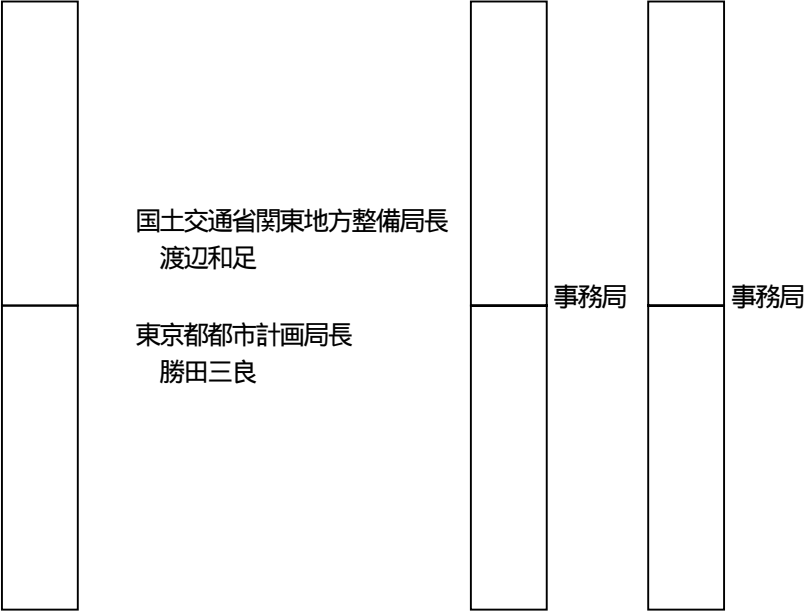 国土交通省関東地方整備局長
渡辺和足
東京都都市計画局長
勝田三良
事務局
事務局